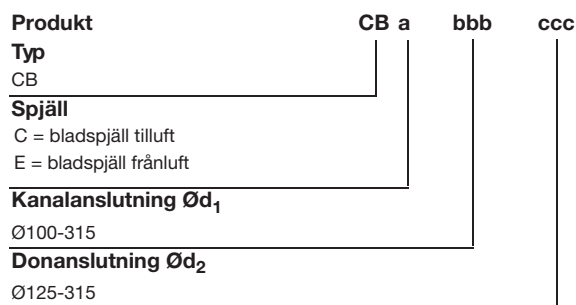 Produkt CB a bbb ccc
Typ
CB
Spjäll
C = bladspjäll tilluft
E = bladspjäll frånluft
Kanalanslutning Ød1
Ø100-315
Donanslutning Ød2
Ø125-315